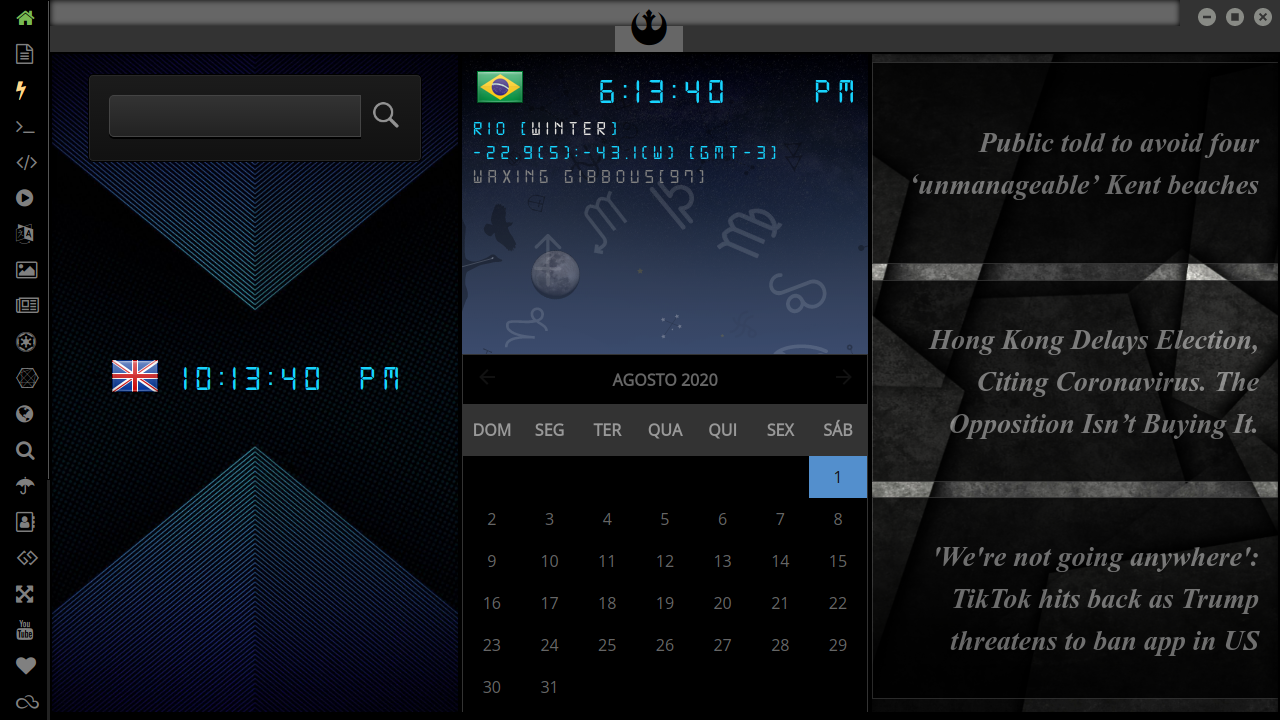 6:13:40 PM
RIO [WINTER]
-22.9(S):-43.1(W) [GMT-3]
WAXING GIBBOUS[97]
10:13:40 PM
AGOSTO 2020
DOM SEG TER QUA QUI SEX SÁB
1
2 3 4 5 6 7 8
9 10 11 12 13 14 15
16 17 18 19 20 21 22
23 24 25 26 27 28 29
30 31
Public told to avoid four
‘unmanageable’ Kent beaches
Hong Kong Delays Election,
Citing Coronavirus. The
Opposition Isn’t Buying It.
'We're not going anywhere':
TikTok hits back as Trump
threatens to ban app in US
You
Tube